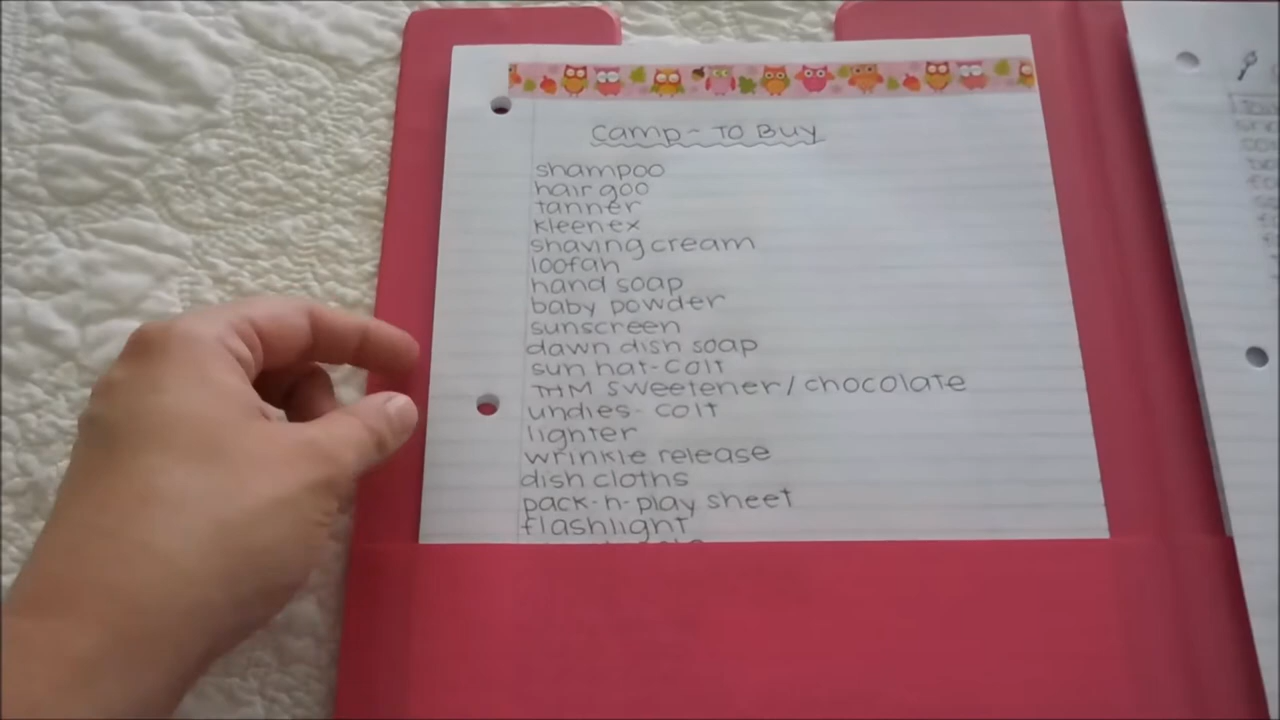 camp - TO BUY
shampoo
hair goo
tanner
kleenex
shaving cream
loofah
hand soap
baby powder
sunscreen
dawn dish soap
sun hat - colt
THM sweetener / chocolate
undies - colt
lighter
wrinkle release
dish cloths
pack-n-play sheet
flashlight